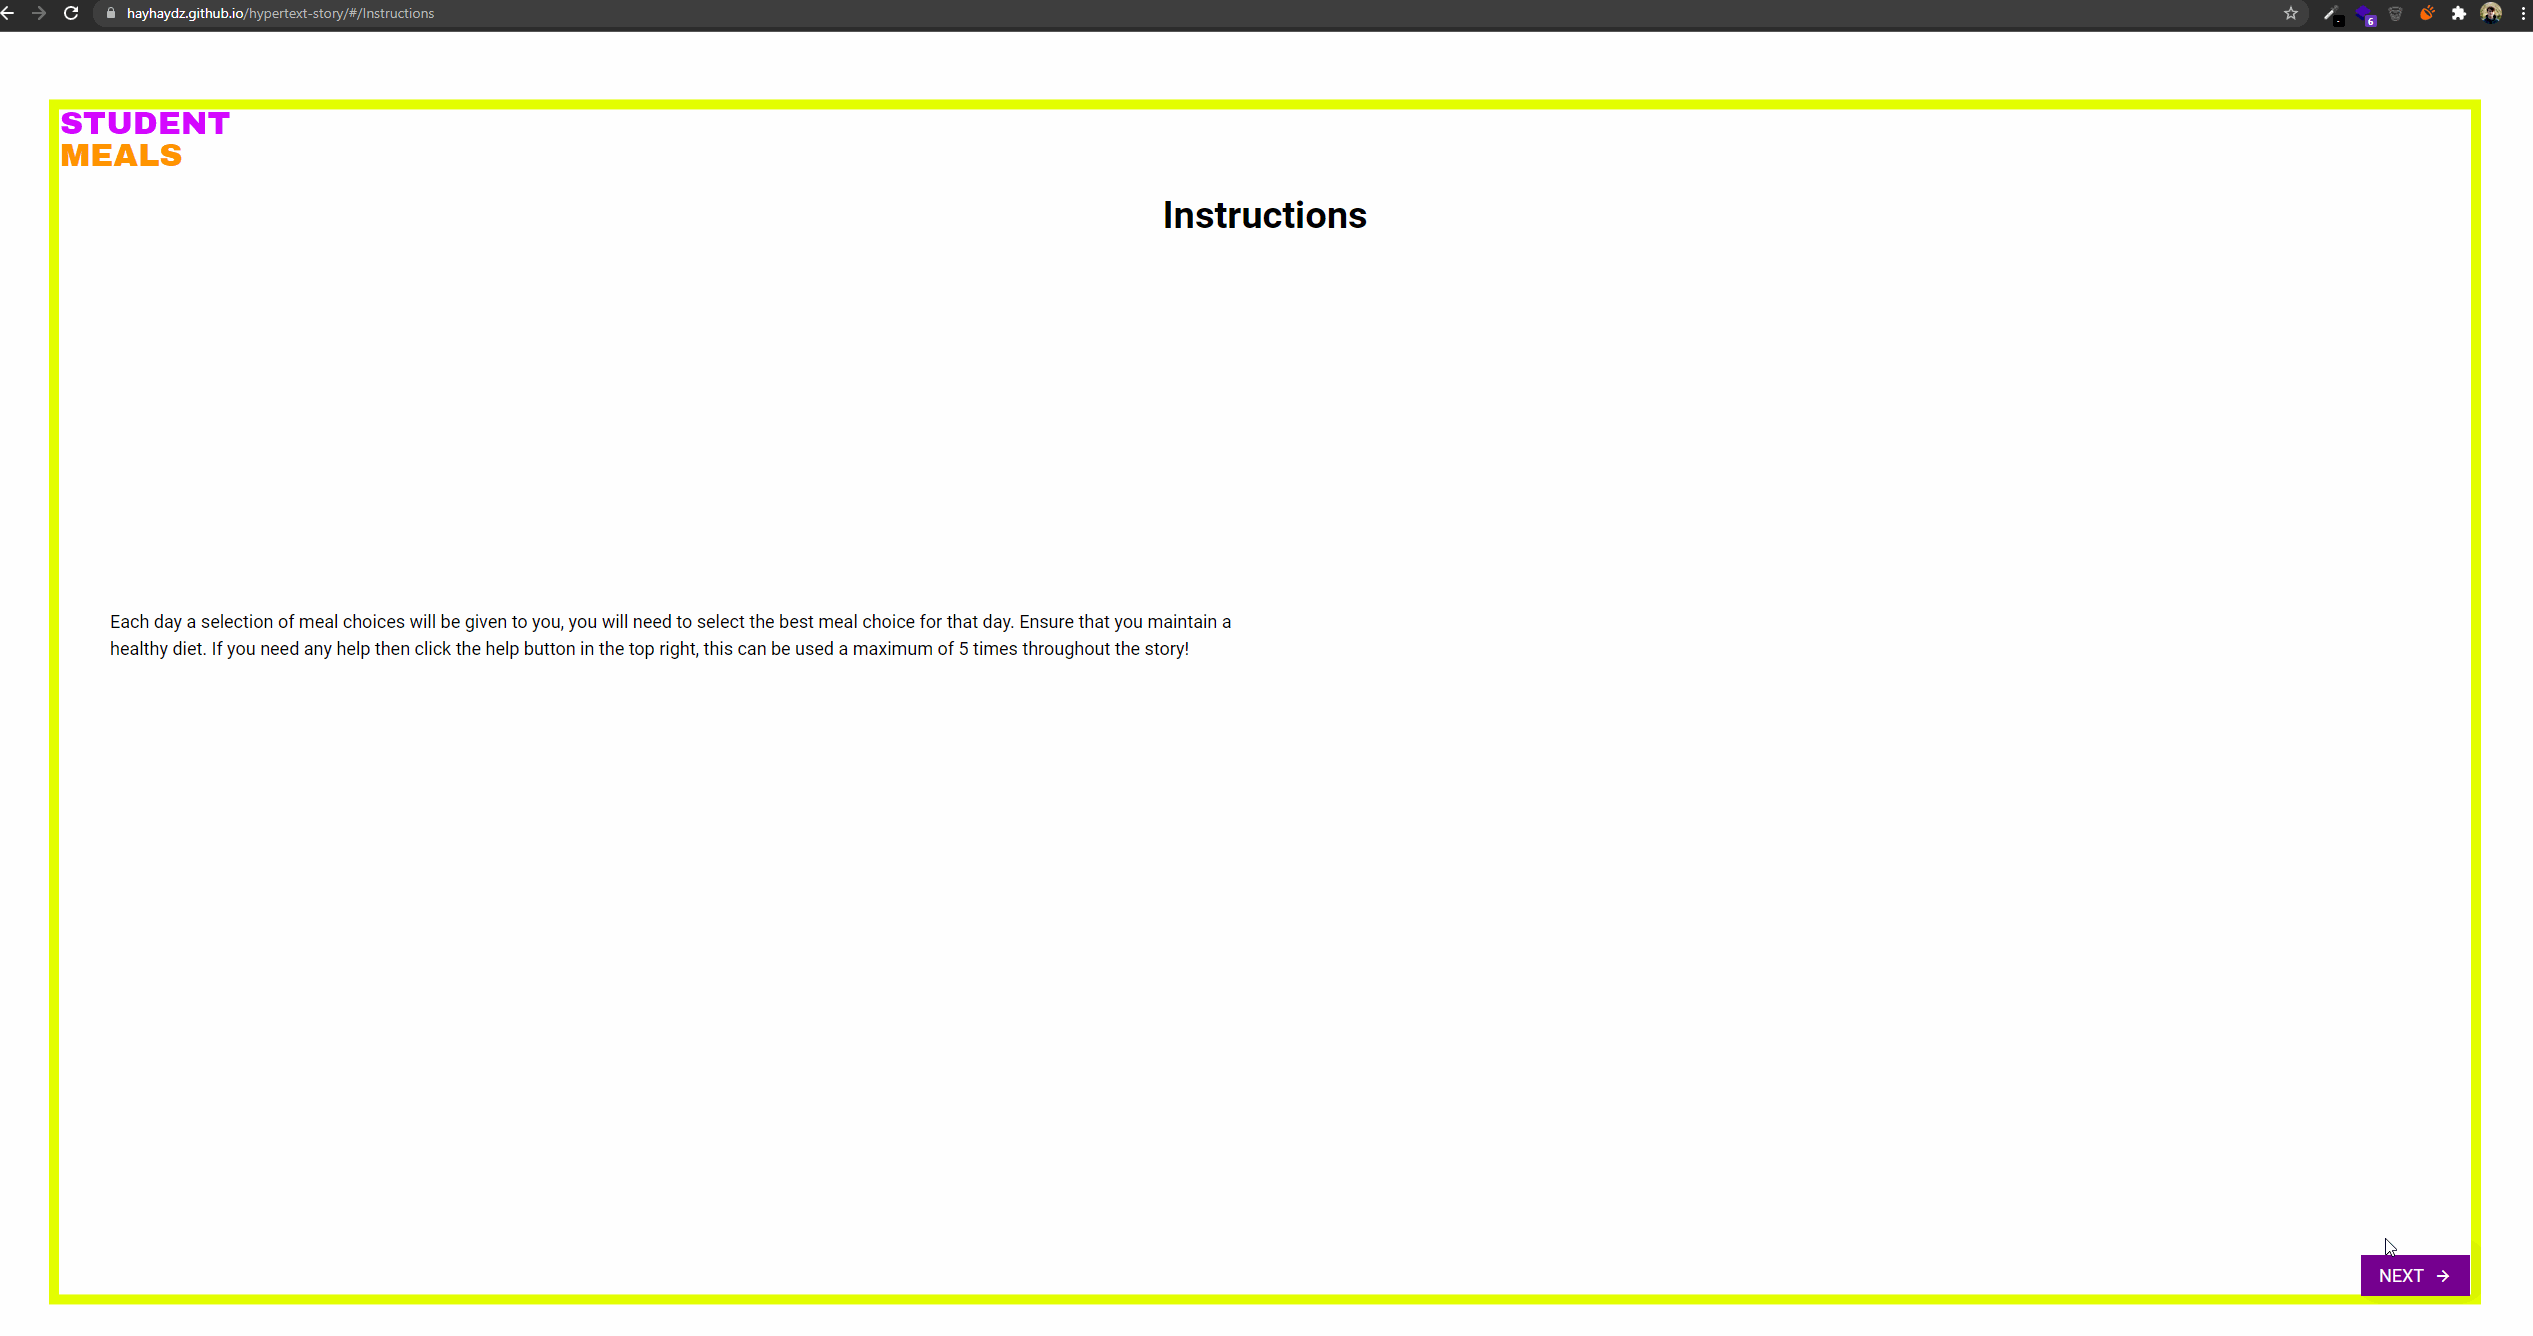 hayhaydz.github.io/hypertext-story/#/Instructions
6
STUDENT
MEALS
Instructions
Each day a selection of meal choices will be given to you, you will need to select the best meal choice for that day. Ensure that you maintain a
healthy diet. If you need any help then click the help button in the top right, this can be used a maximum of 5 times throughout the story!
NEXT →